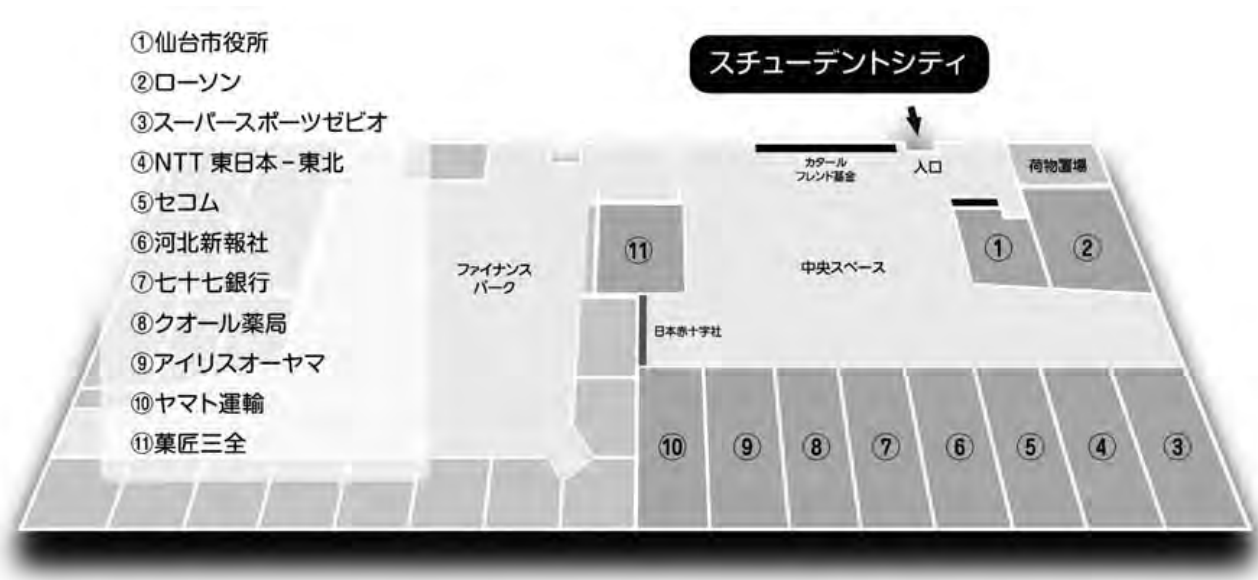 ①仙台市役所
②ローソン
③スーパースポーツゼビオ
④NTT 東日本－東北
⑤セコム
⑥河北新報社
⑦七十七銀行
⑧クオール薬局
⑨アイリスオーヤマ
⑩ヤマト運輸
⑪菓匠三全
スチューデントシティ
カタール
フレンド基金
入口
荷物置場
⑪
①
②
ファイナンス
パーク
中央スペース
日本赤十字社
⑩
⑨
⑧
⑦
⑥
⑤
④
③